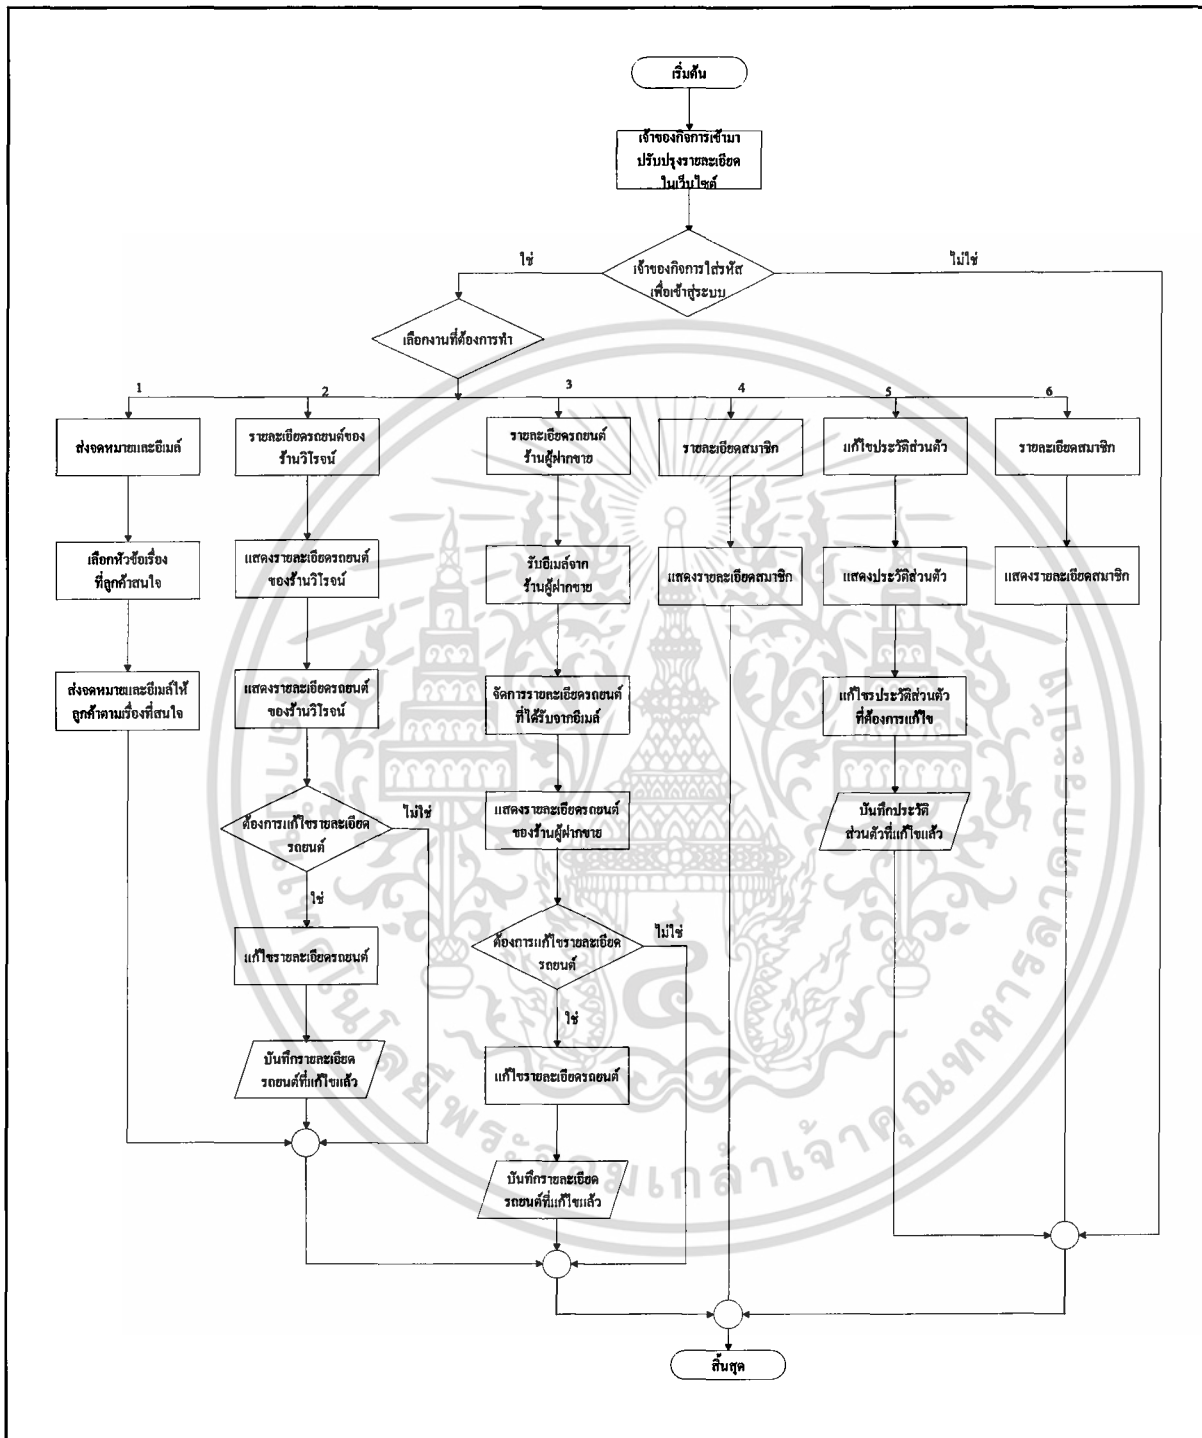 เริ่มต้น
เจ้าของกิจการเข้ามา
ปรับปรุงรายละเอียด
ในเว็บไซต์
เจ้าของกิจการใส่รหัส
เพื่อเข้าสู่ระบบ
ใช่
ไม่ใช่
เลือกงานที่ต้องการทำ
1
2
3
4
5
6
ส่งจดหมายและอีเมล์
รายละเอียดรถยนต์ของ
ร้านวิโรจน์
รายละเอียดรถยนต์
ร้านผู้ฝากขาย
รายละเอียดสมาชิก
แก้ไขประวัติส่วนตัว
รายละเอียดสมาชิก
เลือกหัวข้อเรื่อง
ที่ลูกค้าสนใจ
แสดงรายละเอียดรถยนต์
ของร้านวิโรจน์
รับอีเมล์จาก
ร้านผู้ฝากขาย
แสดงรายละเอียดสมาชิก
แสดงประวัติส่วนตัว
แสดงรายละเอียดสมาชิก
ส่งจดหมายและอีเมล์ให้
ลูกค้าตามเรื่องที่สนใจ
แสดงรายละเอียดรถยนต์
ของร้านวิโรจน์
จัดการรายละเอียดรถยนต์
ที่ได้รับจากอีเมล์
แก้ไขรประวัติส่วนตัว
ที่ต้องการแก้ไข
ต้องการแก้ไขรายละเอียด
รถยนต์
ไม่ใช่
ใช่
แสดงรายละเอียดรถยนต์
ของร้านผู้ฝากขาย
บันทึกประวัติ
ส่วนตัวที่แก้ไขแล้ว
แก้ไขรายละเอียดรถยนต์
ต้องการแก้ไขรายละเอียด
รถยนต์
ไม่ใช่
ใช่
บันทึกรายละเอียด
รถยนต์ที่แก้ไขแล้ว
แก้ไขรายละเอียดรถยนต์
บันทึกรายละเอียด
รถยนต์ที่แก้ไขแล้ว
สิ้นสุด